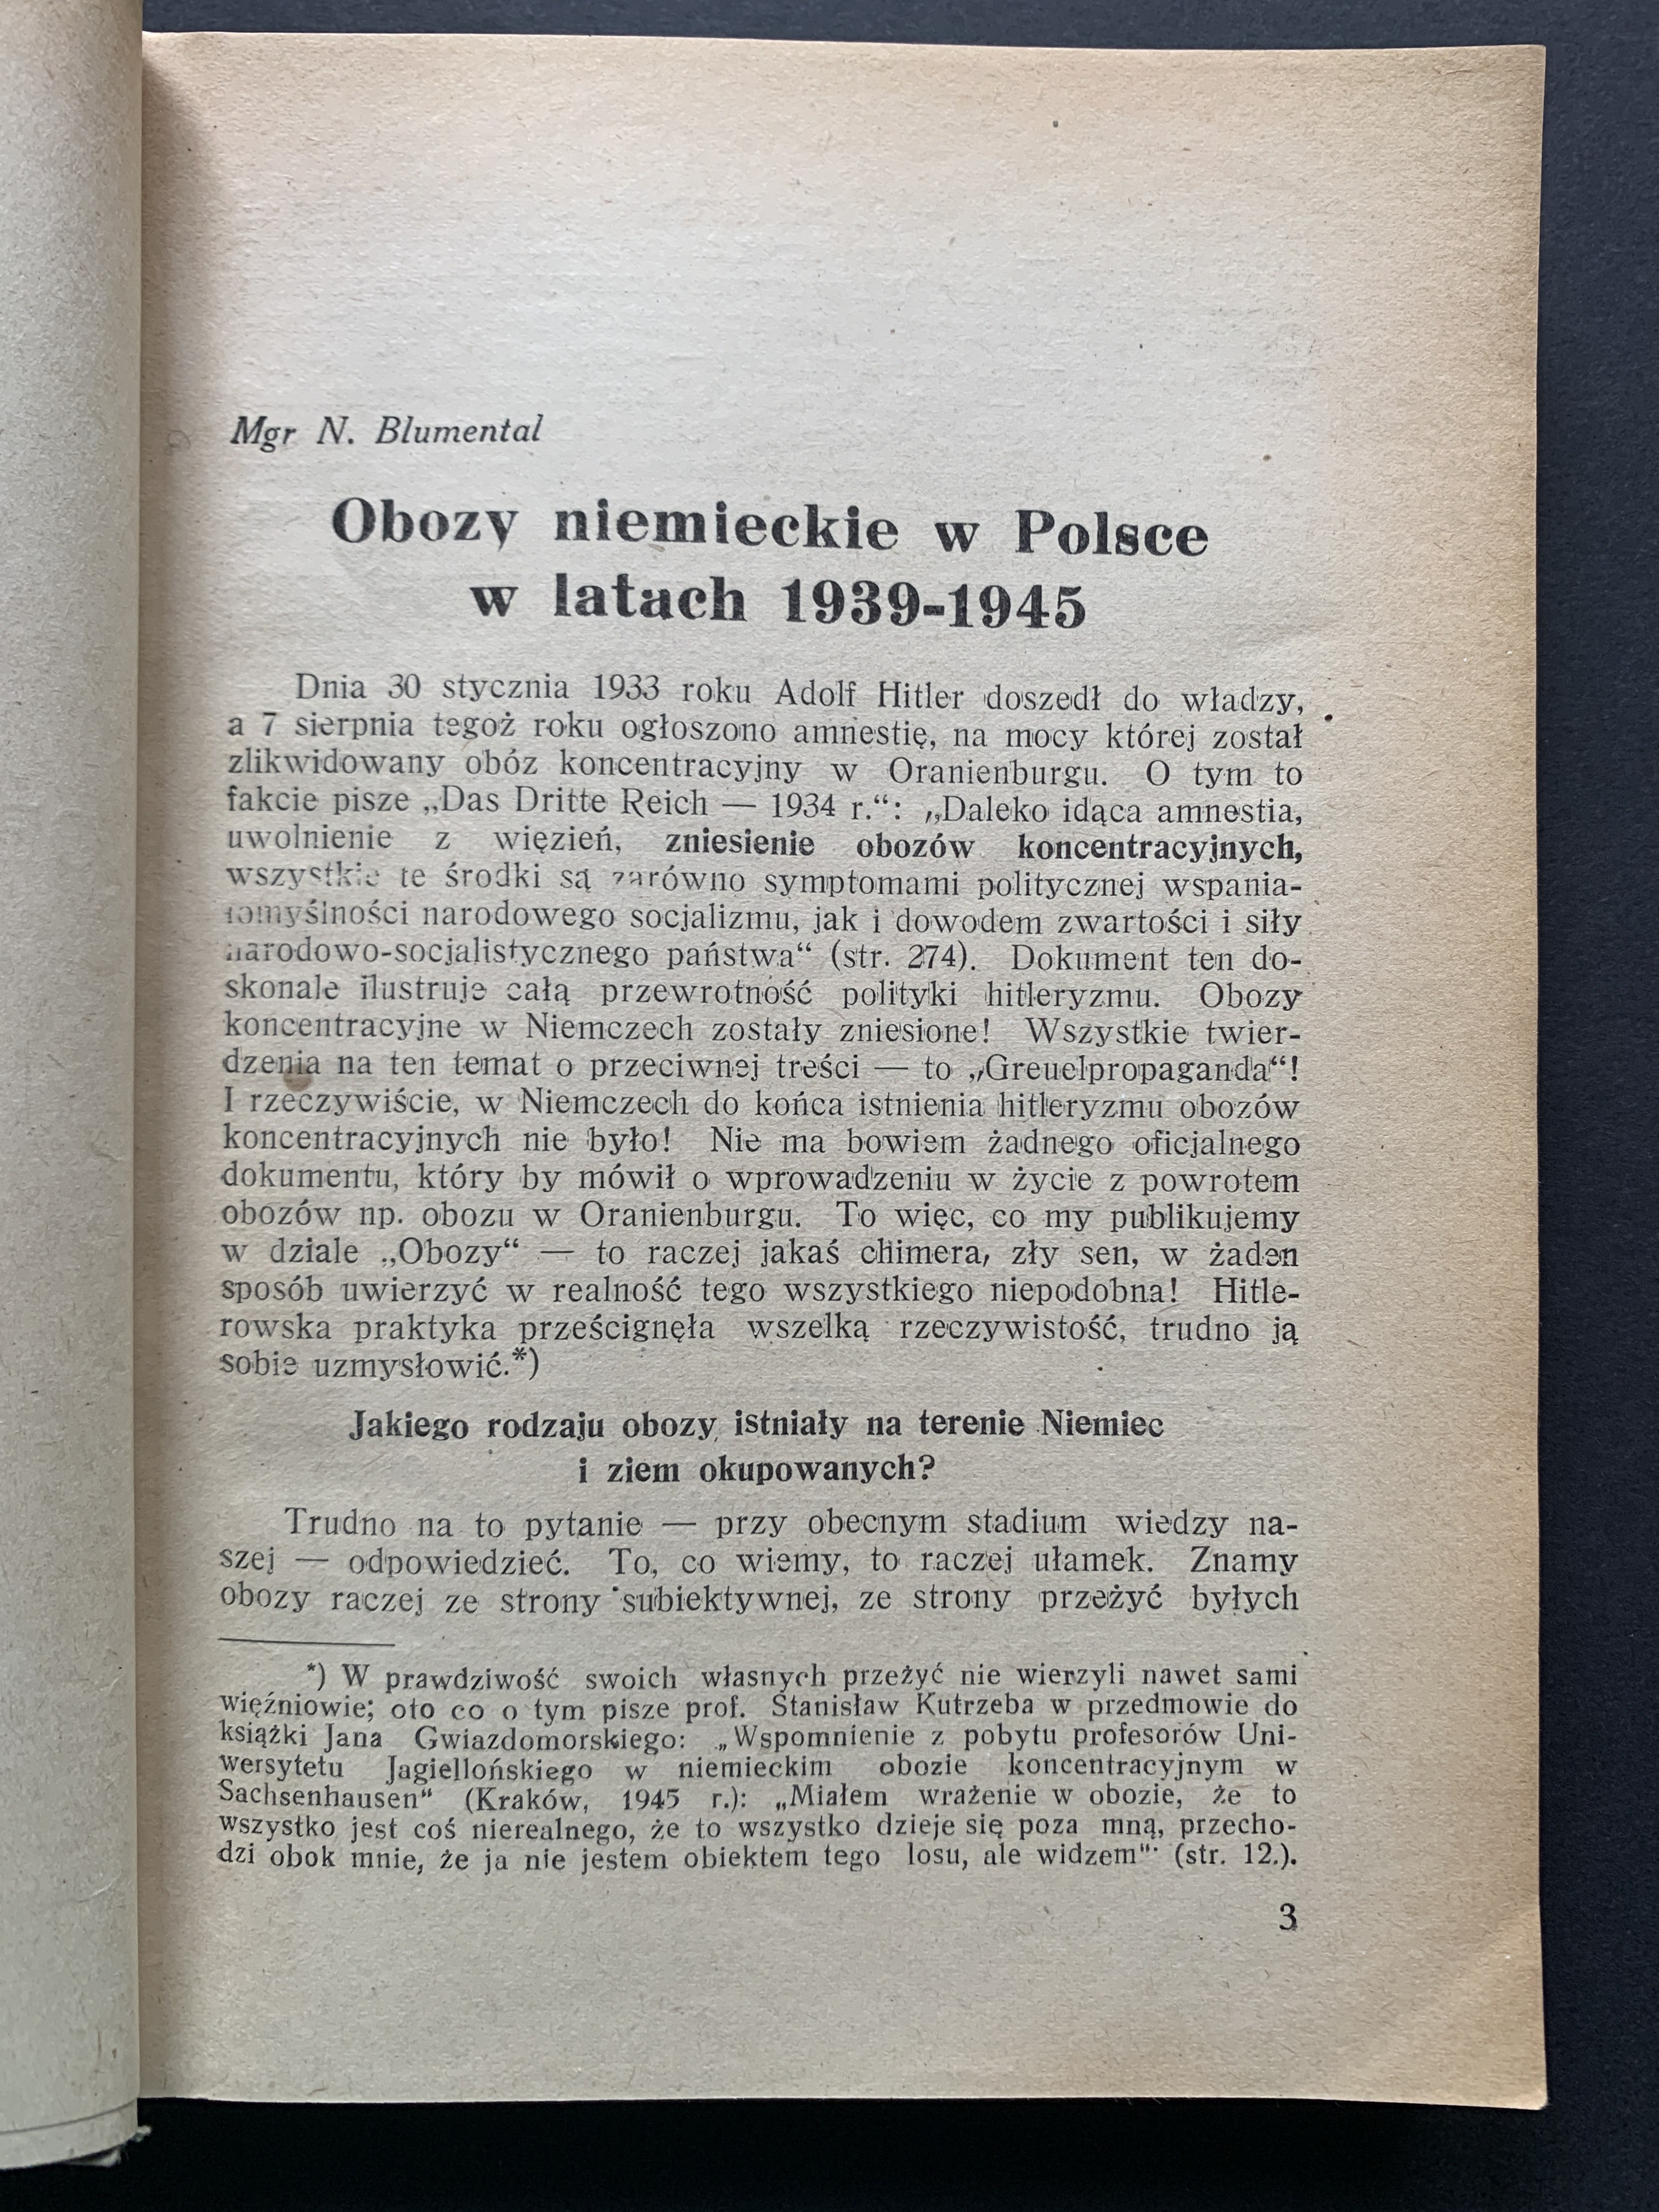 Mgr N. Blumental
Obozy niemieckie w Polsce
w latach 1939-1945
Dnia 30 stycznia 1933 roku Adolf Hitler doszedł do władzy,
a 7 sierpnia tegoż roku ogłoszono amnestię, na mocy której został
zlikwidowany obóz koncentracyjny w Oranienburgu. O tym to
fakcie pisze „Das Dritte Reich — 1934 r.“: „Daleko idąca amnestia,
uwolnienie z więzień, zniesienie obozów koncentracyjnych,
wszystkie te środki są zarówno symptomami politycznej wspania-
łomyślności narodowego socjalizmu, jak i dowodem zwartości i siły
narodowo-socjalistycznego państwa“ (str. 274). Dokument ten do-
skonale ilustruje całą przewrotność polityki hitleryzmu. Obozy
koncentracyjne w Niemczech zostały zniesione! Wszystkie twier-
dzenia na ten temat o przeciwnej treści — to „Greuelpropaganda“!
I rzeczywiście, w Niemczech do końca istnienia hitleryzmu obozów
koncentracyjnych nie było! Nie ma bowiem żadnego oficjalnego
dokumentu, który by mówił o wprowadzeniu w życie z powrotem
obozów np. obozu w Oranienburgu. To więc, co my publikujemy
w dziale „Obozy“ — to raczej jakaś chimera, zły sen, w żaden
sposób uwierzyć w realność tego wszystkiego niepodobna! Hitle-
rowska praktyka prześcignęła wszelką rzeczywistość, trudno ją
sobie uzmysłowić.*)
Jakiego rodzaju obozy istniały na terenie Niemiec
i ziem okupowanych?
Trudno na to pytanie — przy obecnym stadium wiedzy na-
szej — odpowiedzieć. To, co wiemy, to raczej ułamek. Znamy
obozy raczej ze strony subiektywnej, ze strony przeżyć byłych
*) W prawdziwość swoich własnych przeżyć nie wierzyli nawet sami
więźniowie; oto co o tym pisze prof. Stanisław Kutrzeba w przedmowie do
książki Jana Gwiazdomorskiego: „Wspomnienie z pobytu profesorów Uni-
wersytetu Jagiellońskiego w niemieckim obozie koncentracyjnym w
Sachsenhausen“ (Kraków, 1945 r.): „Miałem wrażenie w obozie, że to
wszystko jest coś nierealnego, że to wszystko dzieje się poza mną, przecho-
dzi obok mnie, że ja nie jestem obiektem tego losu, ale widzem“ (str. 12.).
3